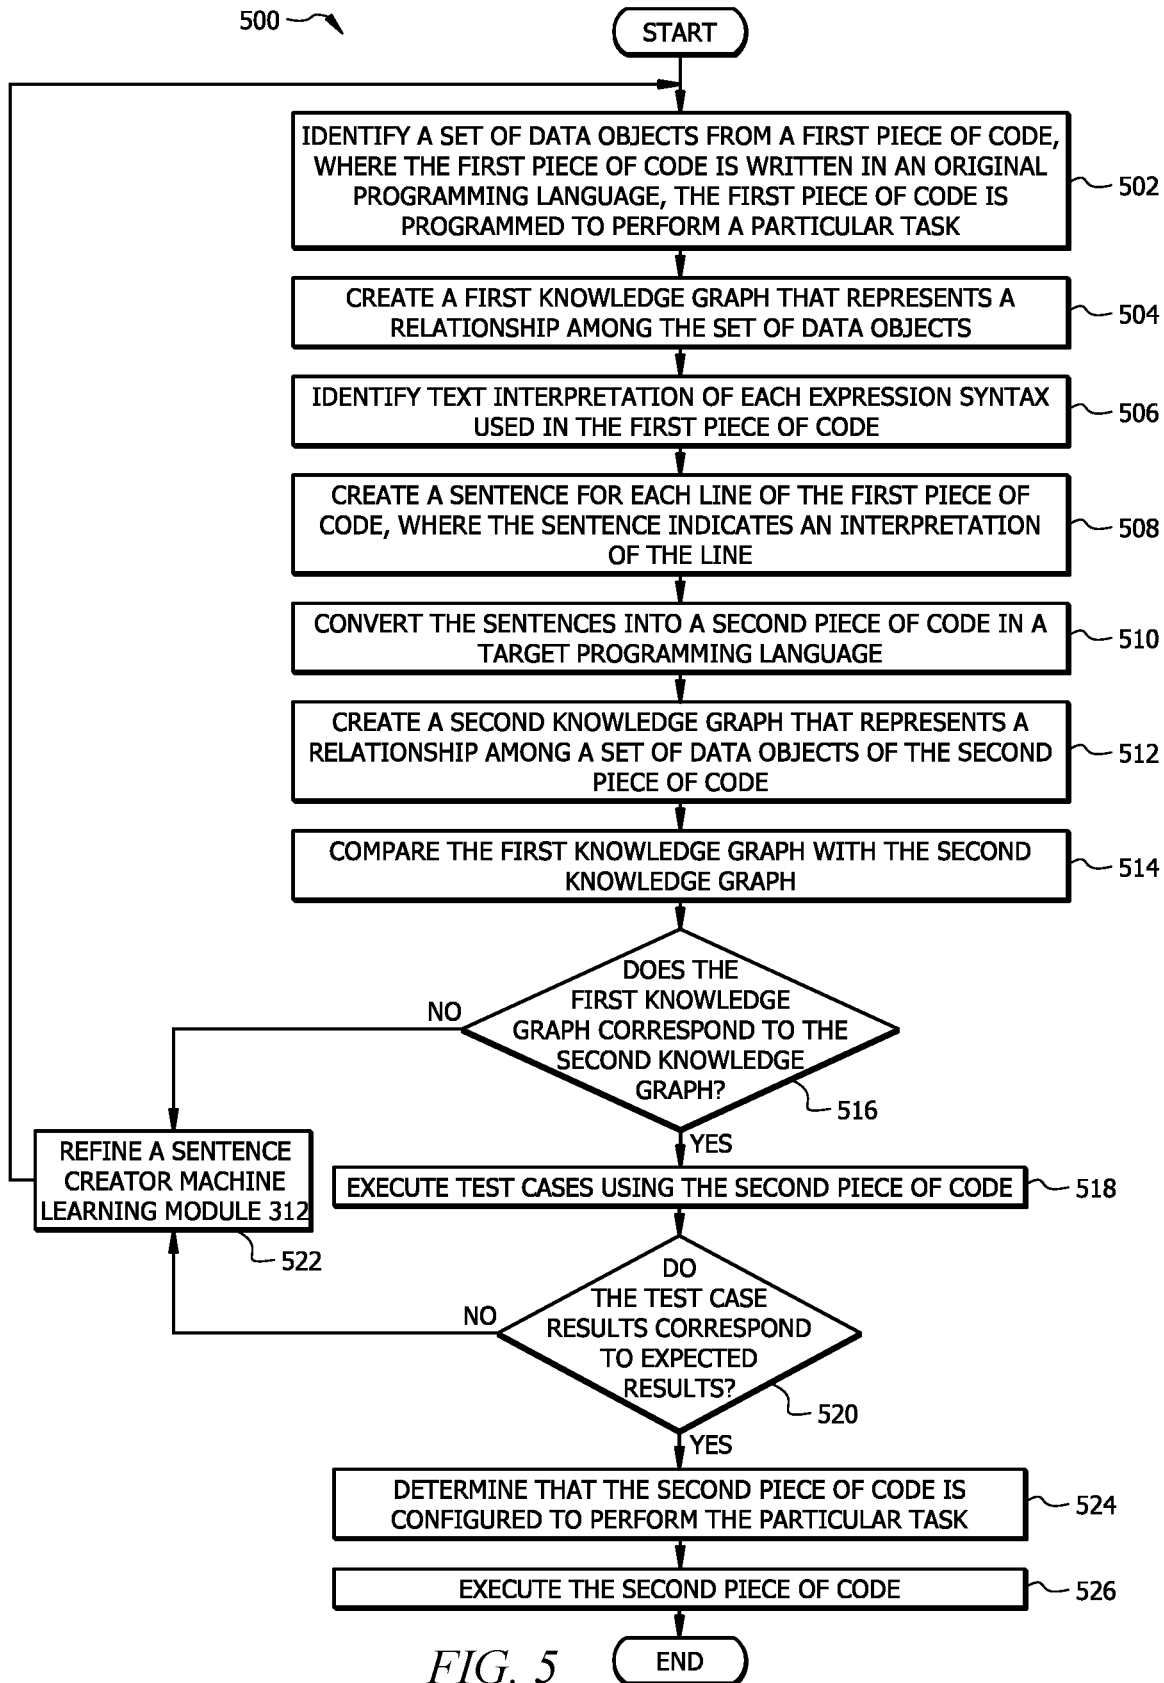 500
START
IDENTIFY A SET OF DATA OBJECTS FROM A FIRST PIECE OF CODE,
WHERE THE FIRST PIECE OF CODE IS WRITTEN IN AN ORIGINAL
PROGRAMMING LANGUAGE, THE FIRST PIECE OF CODE IS
PROGRAMMED TO PERFORM A PARTICULAR TASK
502
CREATE A FIRST KNOWLEDGE GRAPH THAT REPRESENTS A
RELATIONSHIP AMONG THE SET OF DATA OBJECTS
504
IDENTIFY TEXT INTERPRETATION OF EACH EXPRESSION SYNTAX
USED IN THE FIRST PIECE OF CODE
506
CREATE A SENTENCE FOR EACH LINE OF THE FIRST PIECE OF
CODE, WHERE THE SENTENCE INDICATES AN INTERPRETATION
OF THE LINE
508
CONVERT THE SENTENCES INTO A SECOND PIECE OF CODE IN A
TARGET PROGRAMMING LANGUAGE
510
CREATE A SECOND KNOWLEDGE GRAPH THAT REPRESENTS A
RELATIONSHIP AMONG A SET OF DATA OBJECTS OF THE SECOND
PIECE OF CODE
512
COMPARE THE FIRST KNOWLEDGE GRAPH WITH THE SECOND
KNOWLEDGE GRAPH
514
DOES THE
FIRST KNOWLEDGE
GRAPH CORRESPOND TO THE
SECOND KNOWLEDGE
GRAPH?
516
NO
YES
REFINE A SENTENCE
CREATOR MACHINE
LEARNING MODULE 312
522
EXECUTE TEST CASES USING THE SECOND PIECE OF CODE
518
DO
THE TEST CASE
RESULTS CORRESPOND
TO EXPECTED
RESULTS?
520
NO
YES
DETERMINE THAT THE SECOND PIECE OF CODE IS
CONFIGURED TO PERFORM THE PARTICULAR TASK
524
EXECUTE THE SECOND PIECE OF CODE
526
END
FIG. 5